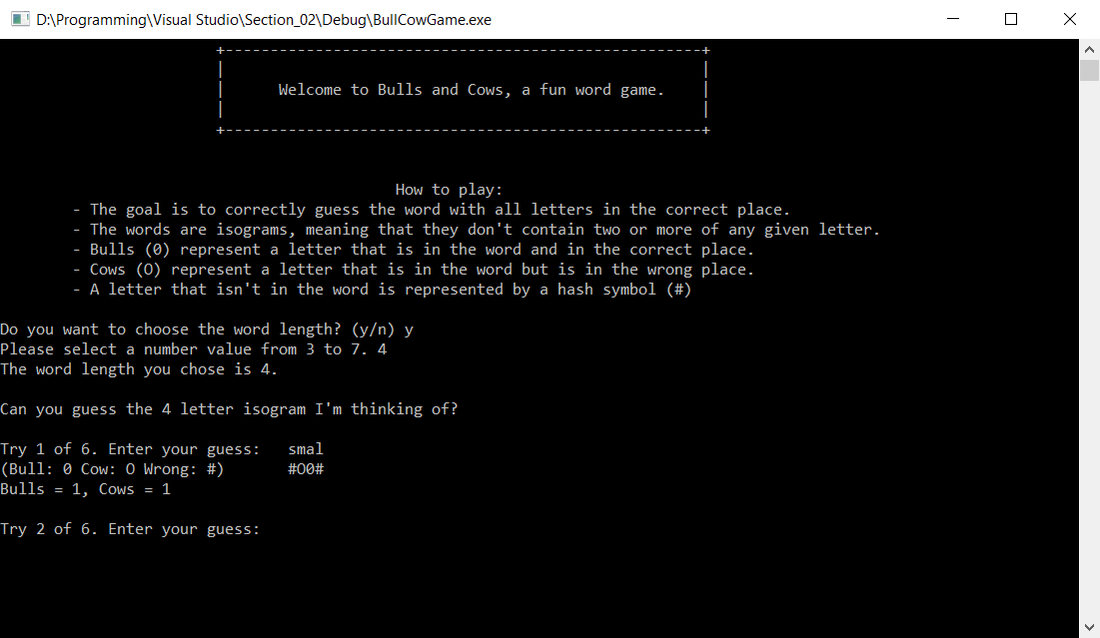 D:\Programming\Visual Studio\Section_02\Debug\BullCowGame.exe
+-----------------------------------------------------+
|                                                     |
|      Welcome to Bulls and Cows, a fun word game.    |
|                                                     |
+-----------------------------------------------------+
How to play:
- The goal is to correctly guess the word with all letters in the correct place.
- The words are isograms, meaning that they don't contain two or more of any given letter.
- Bulls (0) represent a letter that is in the word and in the correct place.
- Cows (O) represent a letter that is in the word but is in the wrong place.
- A letter that isn't in the word is represented by a hash symbol (#)
Do you want to choose the word length? (y/n) y
Please select a number value from 3 to 7. 4
The word length you chose is 4.
Can you guess the 4 letter isogram I'm thinking of?
Try 1 of 6. Enter your guess:   smal
(Bull: 0 Cow: O Wrong: #)       #O0#
Bulls = 1, Cows = 1
Try 2 of 6. Enter your guess: